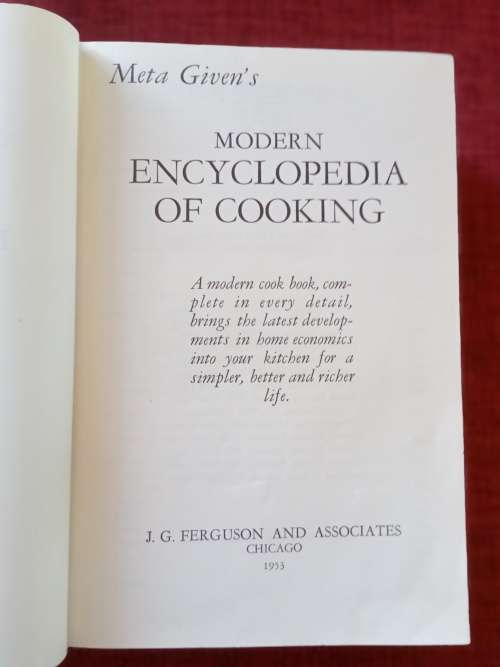 Meta Given's
MODERN
ENCYCLOPEDIA
OF COOKING
A modern cook book, com-
plete in every detail,
brings the latest develop-
ments in home economics
into your kitchen for a
simpler, better and richer
life.
J. G. FERGUSON AND ASSOCIATES
CHICAGO
1953